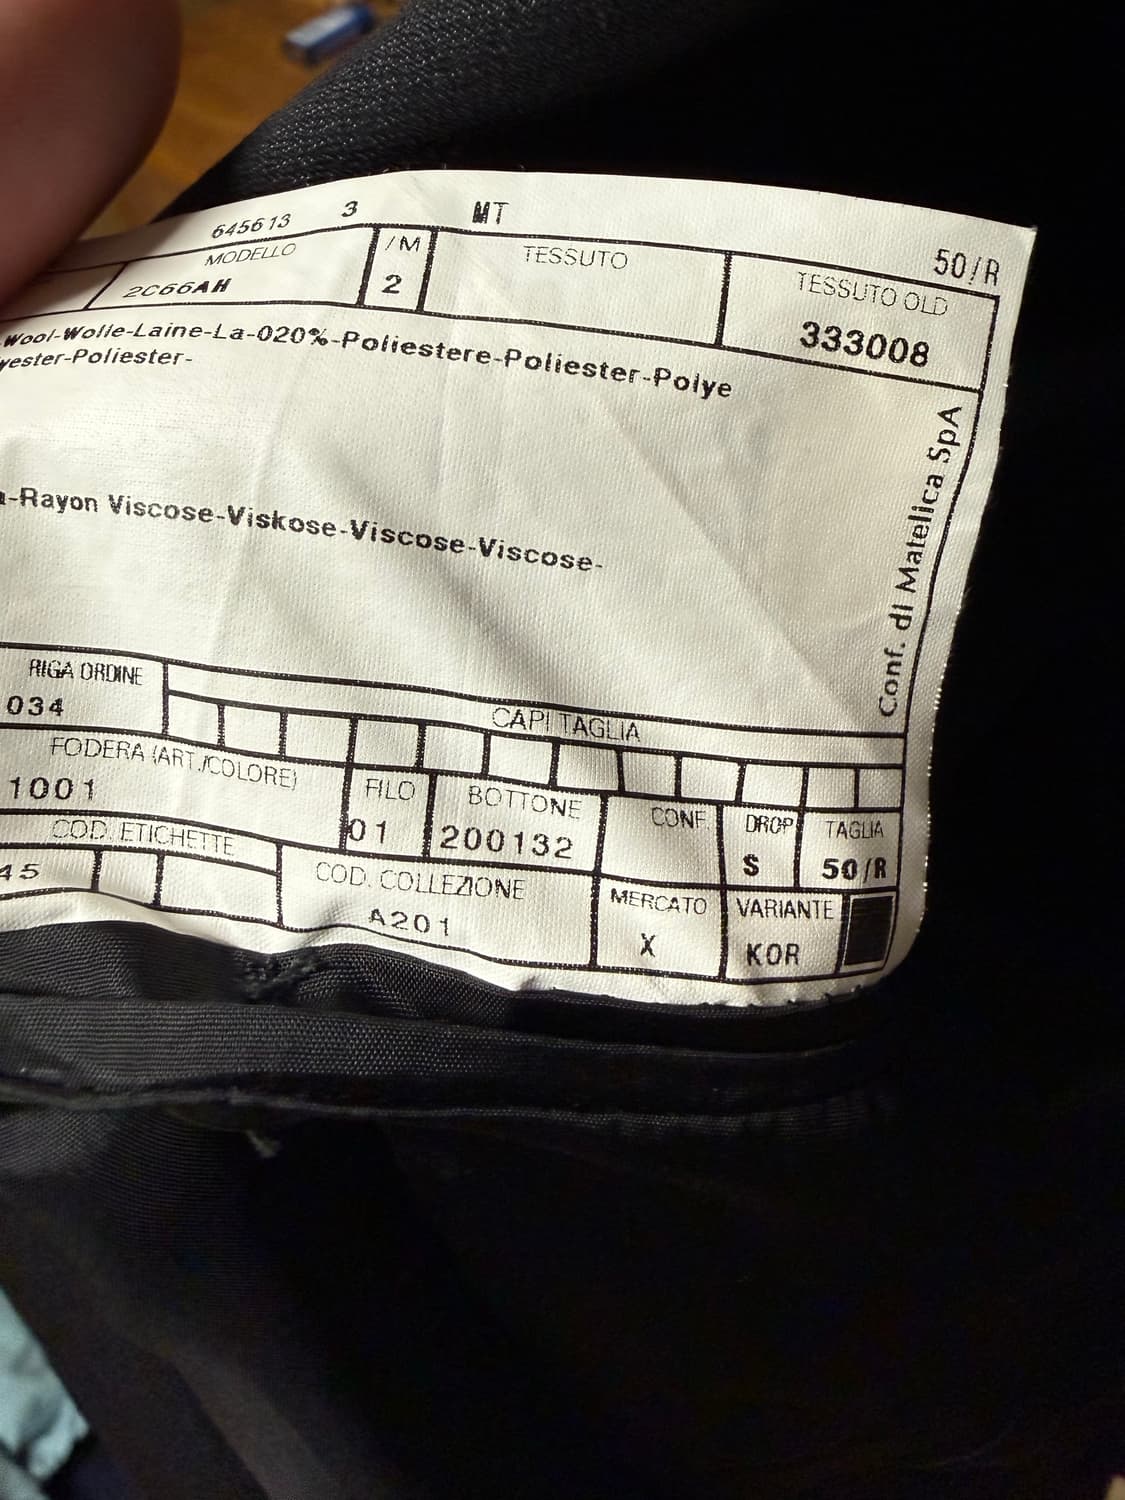 645613 3 MT
50/R
MODELLO /M TESSUTO TESSUTO OLD
2C66AH 2 333008
Wool-Wolle-Laine-La-020%-Poliestere-Poliester-Polye
yester-Poliester-
-Rayon Viscose-Viskose-Viscose-Viscose-
Conf. di Matelica SpA
RIGA ORDINE
034
CAPI TAGLIA
FODERA (ART./COLORE) FILO BOTTONE CONF. DROP TAGLIA
1001 01 200132 S 50/R
COD. ETICHETTE COD. COLLEZIONE MERCATO VARIANTE
45 A201 X KOR